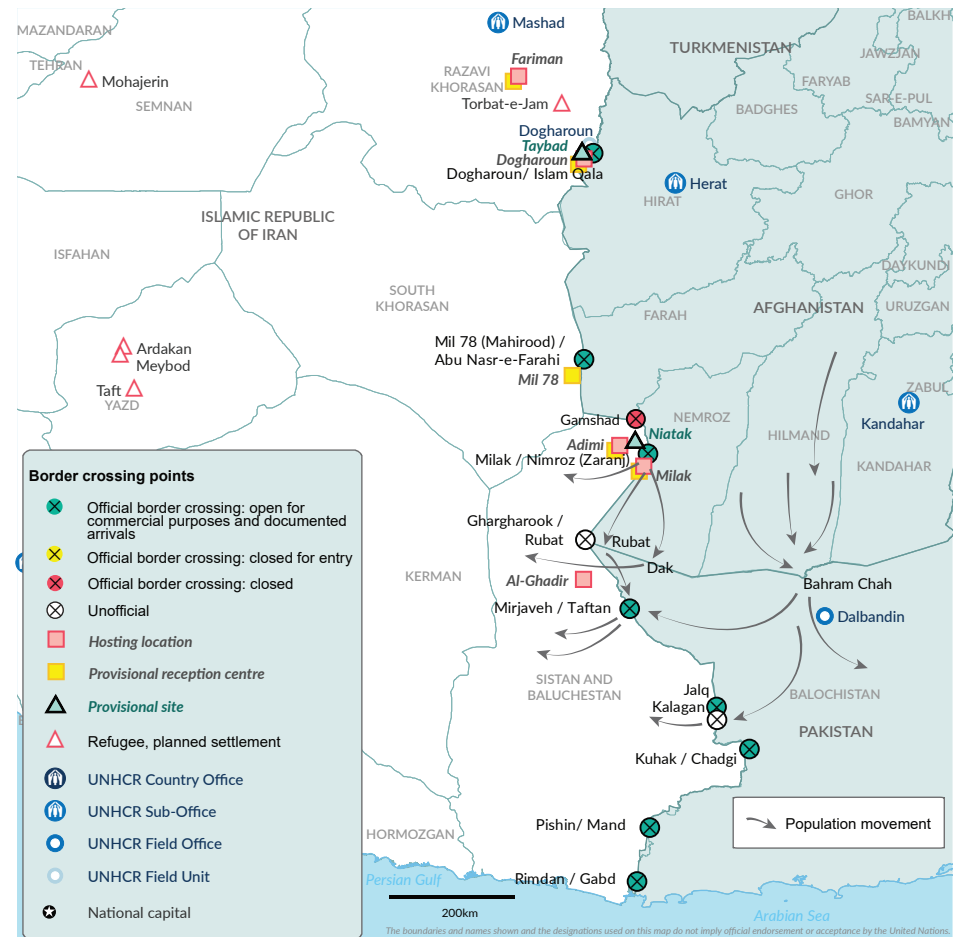 MAZANDARAN
Mashad
BALKH
TEHRAN
Mohajerin
SEMNAN
Fariman
RAZAVI
KHORASAN
Torbat-e-Jam
TURKMENISTAN
JAWZJAN
FARYAB
SAR-E-PUL
BADGHES
BAMYAN
Dogharoun
Taybad
Dogharoun
Dogharoun/ Islam Qala
Herat
HIRAT
GHOR
ISLAMIC REPUBLIC
OF IRAN
ISFAHAN
DAYKUNDI
SOUTH
KHORASAN
AFGHANISTAN
URUZGAN
FARAH
Mil 78 (Mahirood) /
Abu Nasr-e-Farahi
Mil 78
Ardakan
Meybod
Taft
YAZD
ZABUL
Kandahar
Gamshad
NEMROZ
Niatak
HILMAND
Adimi
Milak / Nimroz (Zaranj)
Milak
KANDAHAR
Ghargharook /
Rubat
Rubat
Dak
KERMAN
Al-Ghadir
Bahram Chah
Mirjaveh / Taftan
Dalbandin
SISTAN AND
BALUCHESTAN
Jalq
Kalagan
BALOCHISTAN
PAKISTAN
Kuhak / Chadgi
Pishin/ Mand
HORMOZGAN
Rimdan / Gabd
Persian Gulf
Arabian Sea
200km
Population movement
Border crossing points
Official border crossing: open for
commercial purposes and documented
arrivals
Official border crossing: closed for entry
Official border crossing: closed
Unofficial
Hosting location
Provisional reception centre
Provisional site
Refugee, planned settlement
UNHCR Country Office
UNHCR Sub-Office
UNHCR Field Office
UNHCR Field Unit
National capital
The boundaries and names shown and the designations used on this map do not imply official endorsement or acceptance by the United Nations.